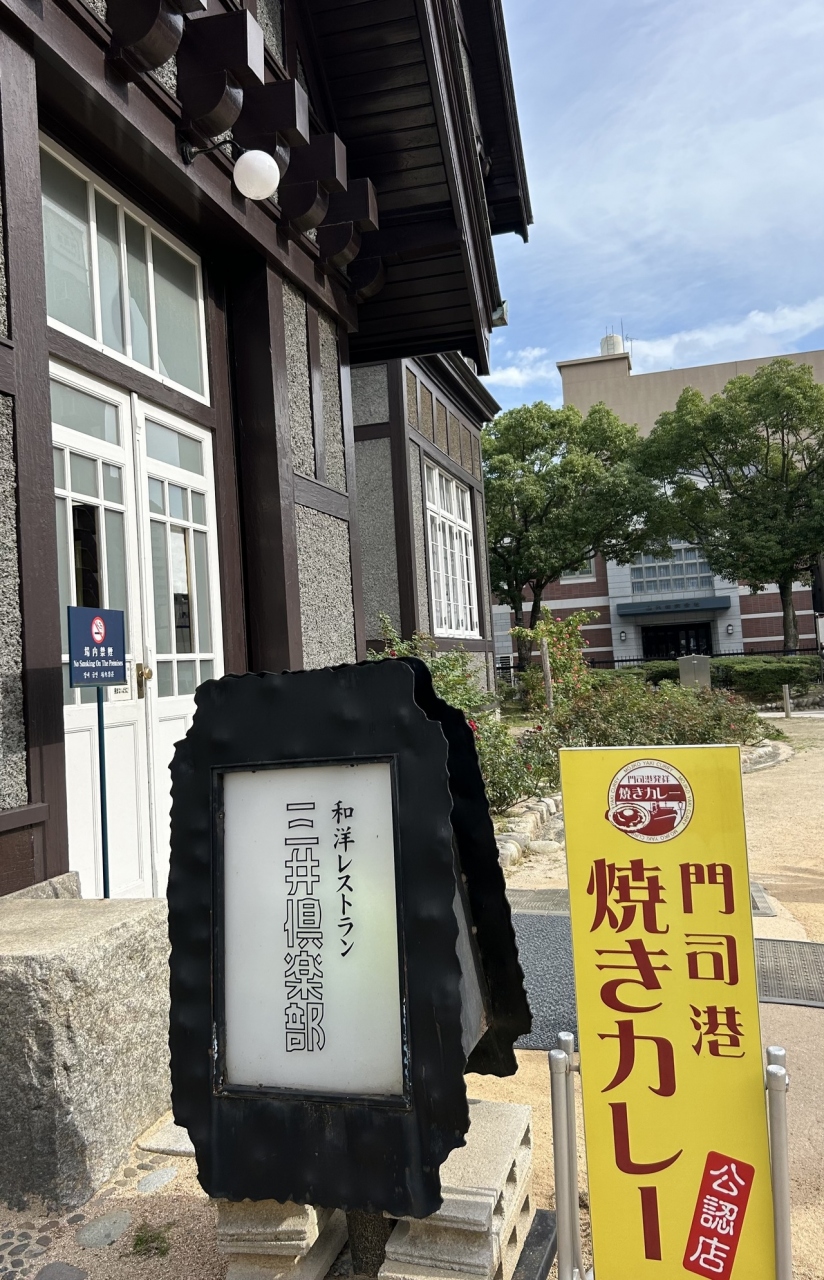 場内禁煙
No Smoking On The Premises
和洋レストラン
三井倶楽部
門司港発祥
焼きカレー
門司港
焼きカレー
公認店